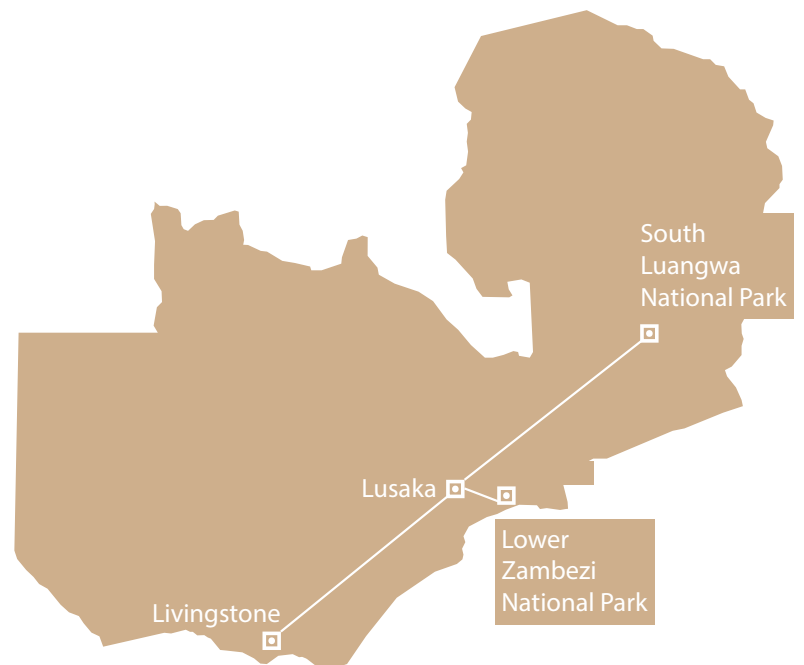 South
Luangwa
National Park
Lusaka
Lower
Zambezi
National Park
Livingstone